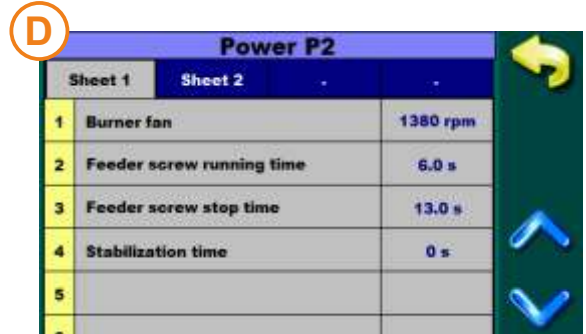 D
Power P2
Sheet 1 Sheet 2 - -
1 Burner fan 1380 rpm
2 Feeder screw running time 6.0 s
3 Feeder screw stop time 13.0 s
4 Stabilization time 0 s
5